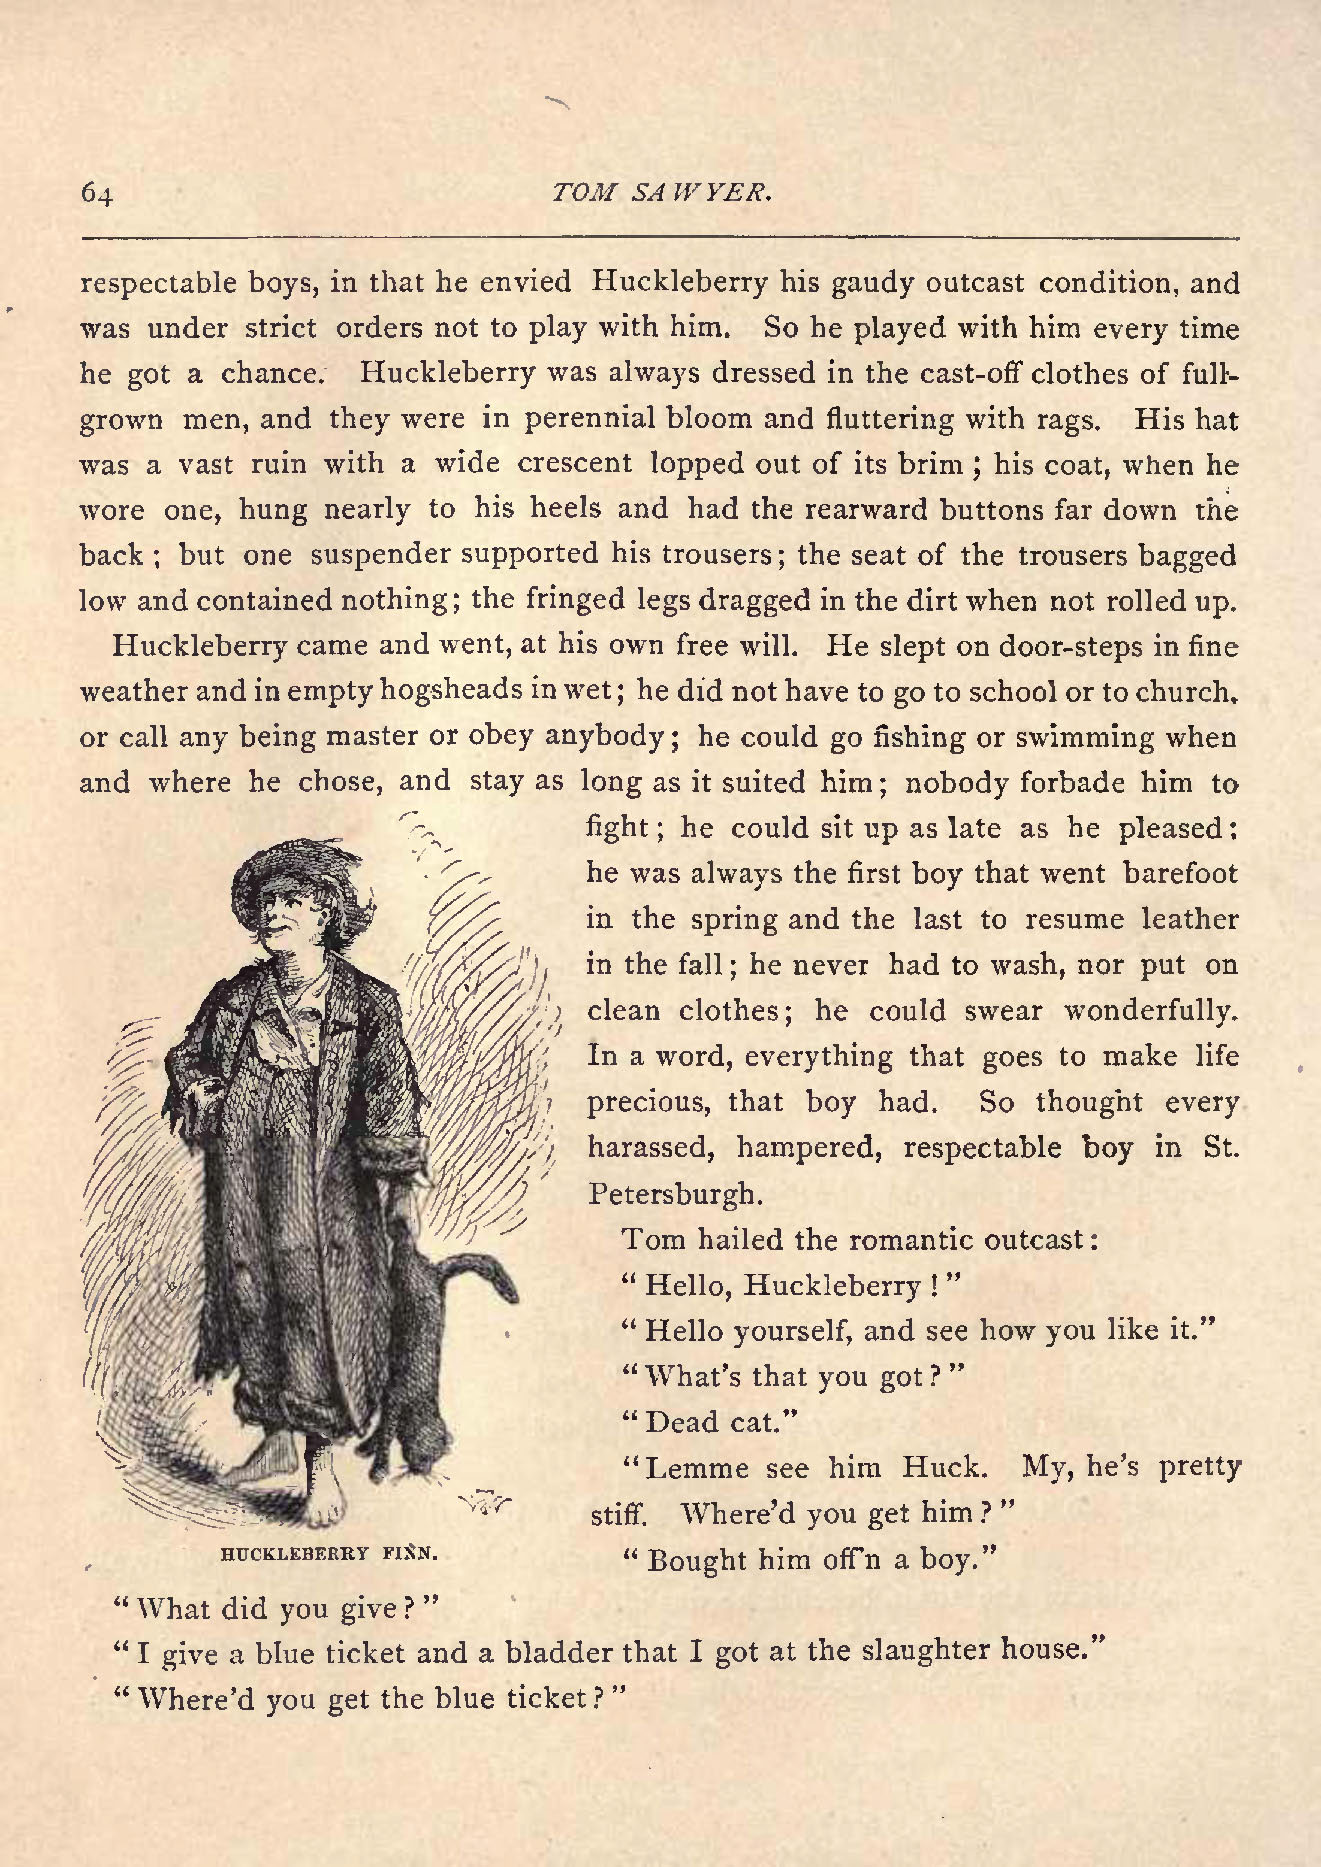 64
TOM SAWYER.
respectable boys, in that he envied Huckleberry his gaudy outcast condition, and
was under strict orders not to play with him. So he played with him every time
he got a chance. Huckleberry was always dressed in the cast-off clothes of full-
grown men, and they were in perennial bloom and fluttering with rags. His hat
was a vast ruin with a wide crescent lopped out of its brim ; his coat, when he
wore one, hung nearly to his heels and had the rearward buttons far down the
back ; but one suspender supported his trousers; the seat of the trousers bagged
low and contained nothing; the fringed legs dragged in the dirt when not rolled up.
Huckleberry came and went, at his own free will. He slept on door-steps in fine
weather and in empty hogsheads in wet; he did not have to go to school or to church,
or call any being master or obey anybody; he could go fishing or swimming when
and where he chose, and stay as long as it suited him; nobody forbade him to
fight; he could sit up as late as he pleased;
he was always the first boy that went barefoot
in the spring and the last to resume leather
in the fall; he never had to wash, nor put on
clean clothes; he could swear wonderfully.
In a word, everything that goes to make life
precious, that boy had. So thought every
harassed, hampered, respectable boy in St.
Petersburgh.
Tom hailed the romantic outcast:
“Hello, Huckleberry!”
“Hello yourself, and see how you like it.”
“What's that you got?”
“Dead cat.”
“Lemme see him Huck. My, he's pretty
stiff. Where'd you get him?”
“Bought him off'n a boy.”
HUCKLEBERRY FINN.
“What did you give?”
“I give a blue ticket and a bladder that I got at the slaughter house.”
“Where'd you get the blue ticket?”